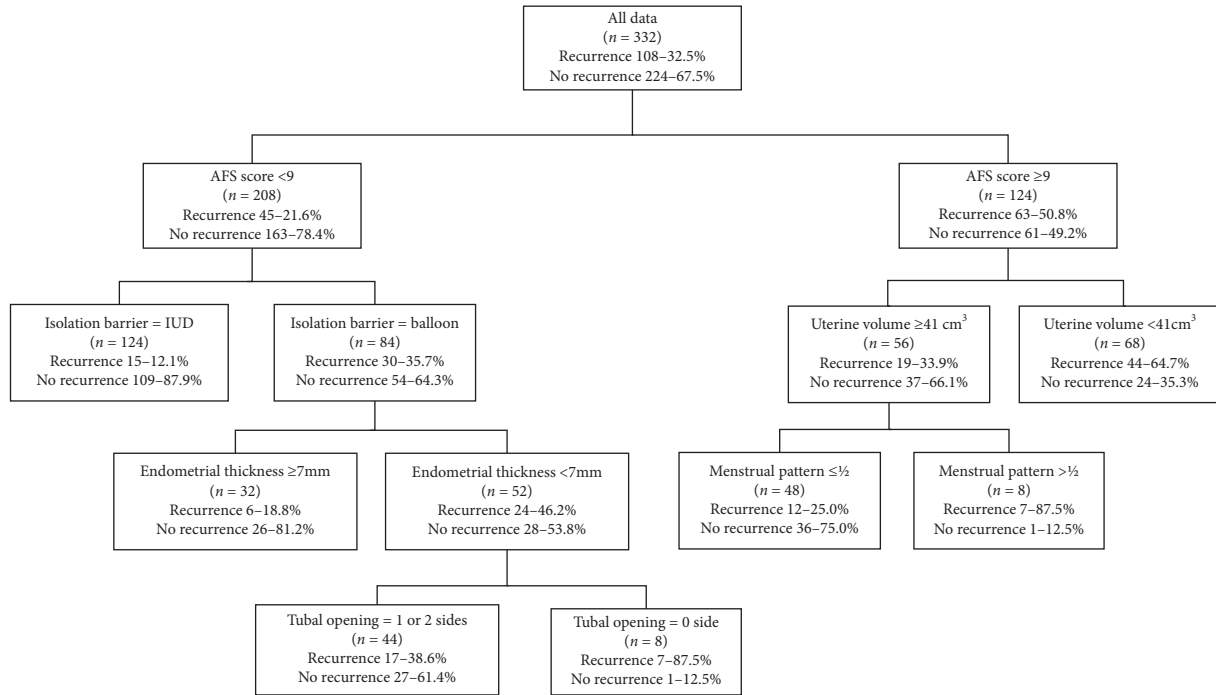 All data
(n = 332)
Recurrence 108–32.5%
No recurrence 224–67.5%
AFS score <9
(n = 208)
Recurrence 45–21.6%
No recurrence 163–78.4%
AFS score ≥9
(n = 124)
Recurrence 63–50.8%
No recurrence 61–49.2%
Isolation barrier = IUD
(n = 124)
Recurrence 15–12.1%
No recurrence 109–87.9%
Isolation barrier = balloon
(n = 84)
Recurrence 30–35.7%
No recurrence 54–64.3%
Uterine volume ≥41 cm³
(n = 56)
Recurrence 19–33.9%
No recurrence 37–66.1%
Uterine volume <41cm³
(n = 68)
Recurrence 44–64.7%
No recurrence 24–35.3%
Endometrial thickness ≥7mm
(n = 32)
Recurrence 6–18.8%
No recurrence 26–81.2%
Endometrial thickness <7mm
(n = 52)
Recurrence 24–46.2%
No recurrence 28–53.8%
Menstrual pattern ≤½
(n = 48)
Recurrence 12–25.0%
No recurrence 36–75.0%
Menstrual pattern >½
(n = 8)
Recurrence 7–87.5%
No recurrence 1–12.5%
Tubal opening = 1 or 2 sides
(n = 44)
Recurrence 17–38.6%
No recurrence 27–61.4%
Tubal opening = 0 side
(n = 8)
Recurrence 7–87.5%
No recurrence 1–12.5%